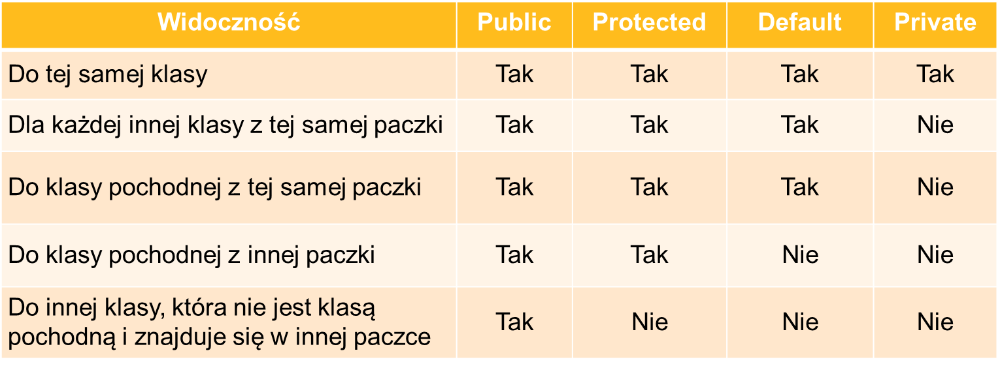 Widoczność Public Protected Default Private
Do tej samej klasy Tak Tak Tak Tak
Dla każdej innej klasy z tej samej paczki Tak Tak Tak Nie
Do klasy pochodnej z tej samej paczki Tak Tak Tak Nie
Do klasy pochodnej z innej paczki Tak Tak Nie Nie
Do innej klasy, która nie jest klasą
pochodną i znajduje się w innej paczce Tak Nie Nie Nie